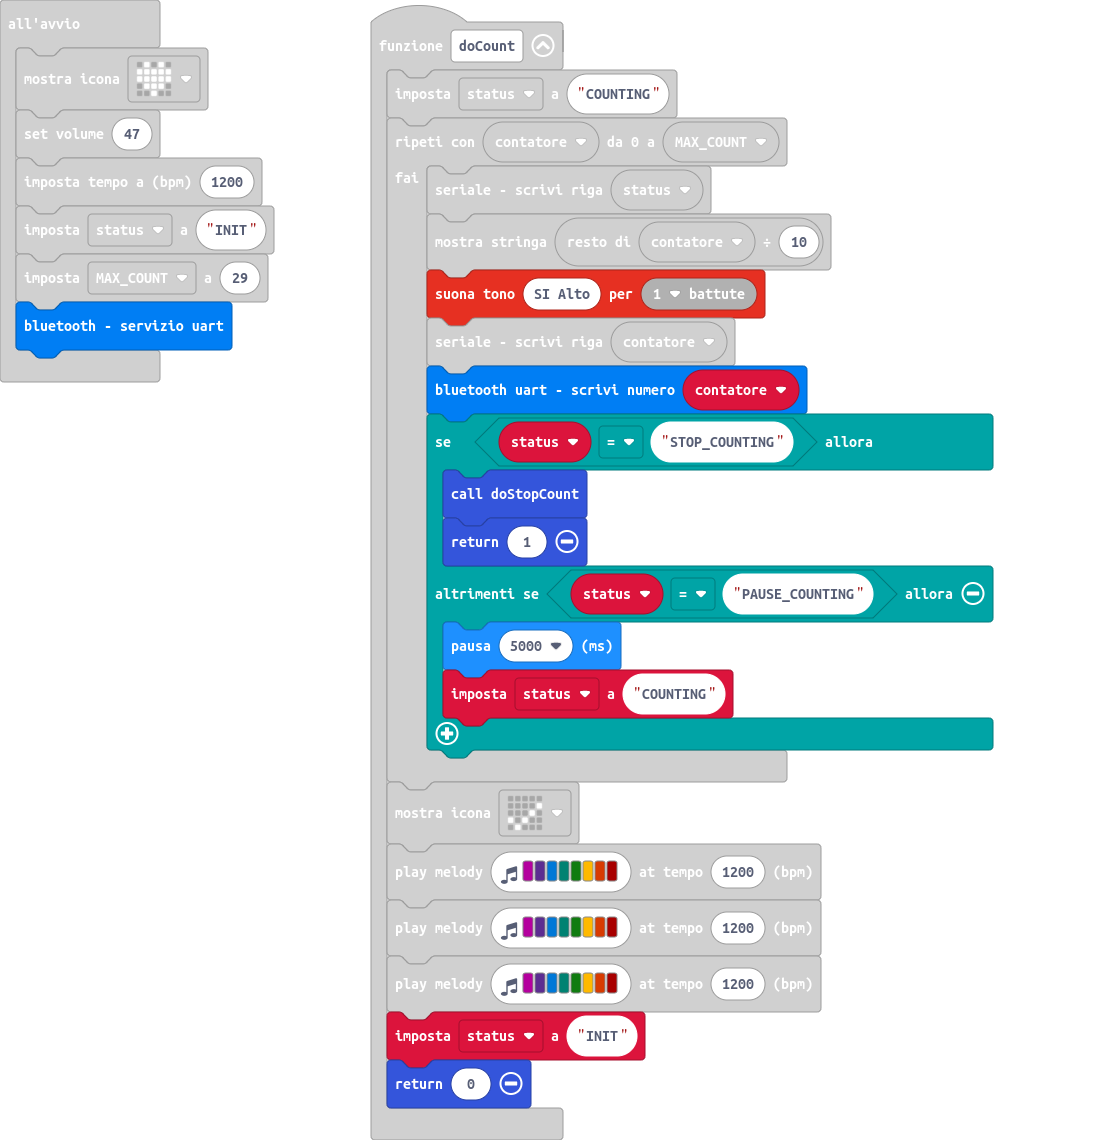 all'avvio
mostra icona
set volume 47
imposta tempo a (bpm) 1200
imposta status a "INIT"
imposta MAX_COUNT a 29
bluetooth - servizio uart
funzione doCount
imposta status a "COUNTING"
ripeti con contatore da 0 a MAX_COUNT
fai
seriale - scrivi riga status
mostra stringa resto di contatore ÷ 10
suona tono SI Alto per 1 battute
seriale - scrivi riga contatore
bluetooth uart - scrivi numero contatore
se status = "STOP_COUNTING" allora
call doStopCount
return 1
altrimenti se status = "PAUSE_COUNTING" allora
pausa 5000 (ms)
imposta status a "COUNTING"
mostra icona
play melody at tempo 1200 (bpm)
play melody at tempo 1200 (bpm)
play melody at tempo 1200 (bpm)
imposta status a "INIT"
return 0